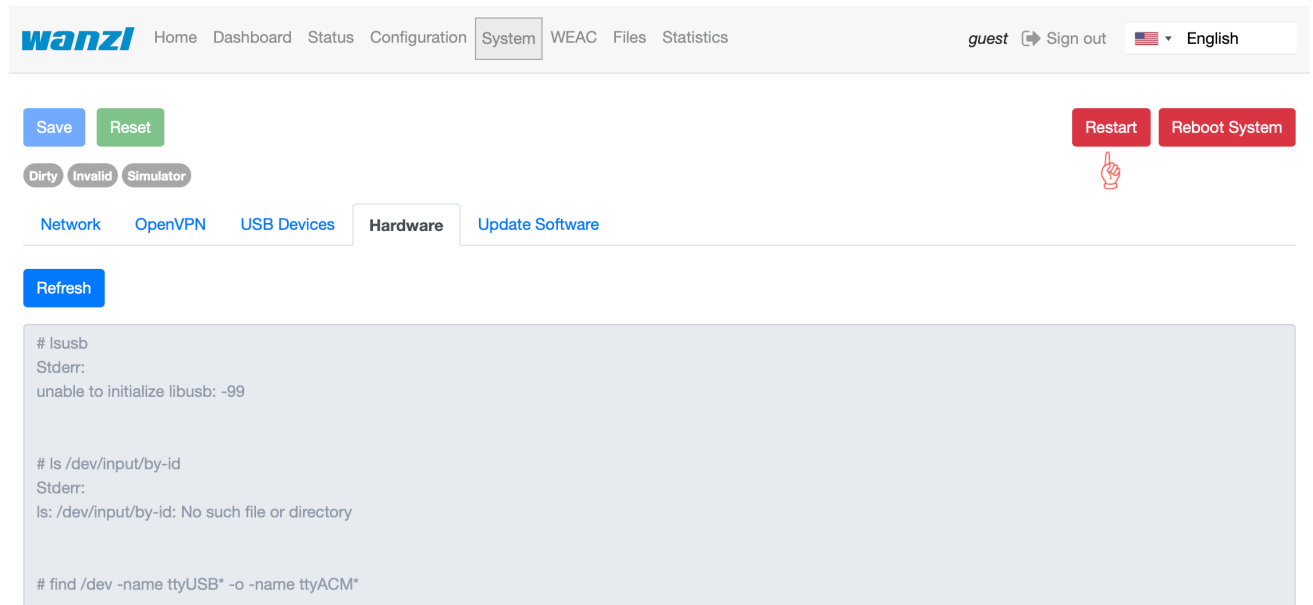 wanzl Home Dashboard Status Configuration System WEAC Files Statistics guest Sign out English
Save Reset Restart Reboot System
Dirty Invalid Simulator
Network OpenVPN USB Devices Hardware Update Software
Refresh
# lsusb
Stderr:
unable to initialize libusb: -99
# ls /dev/input/by-id
Stderr:
ls: /dev/input/by-id: No such file or directory
# find /dev -name ttyUSB* -o -name ttyACM*